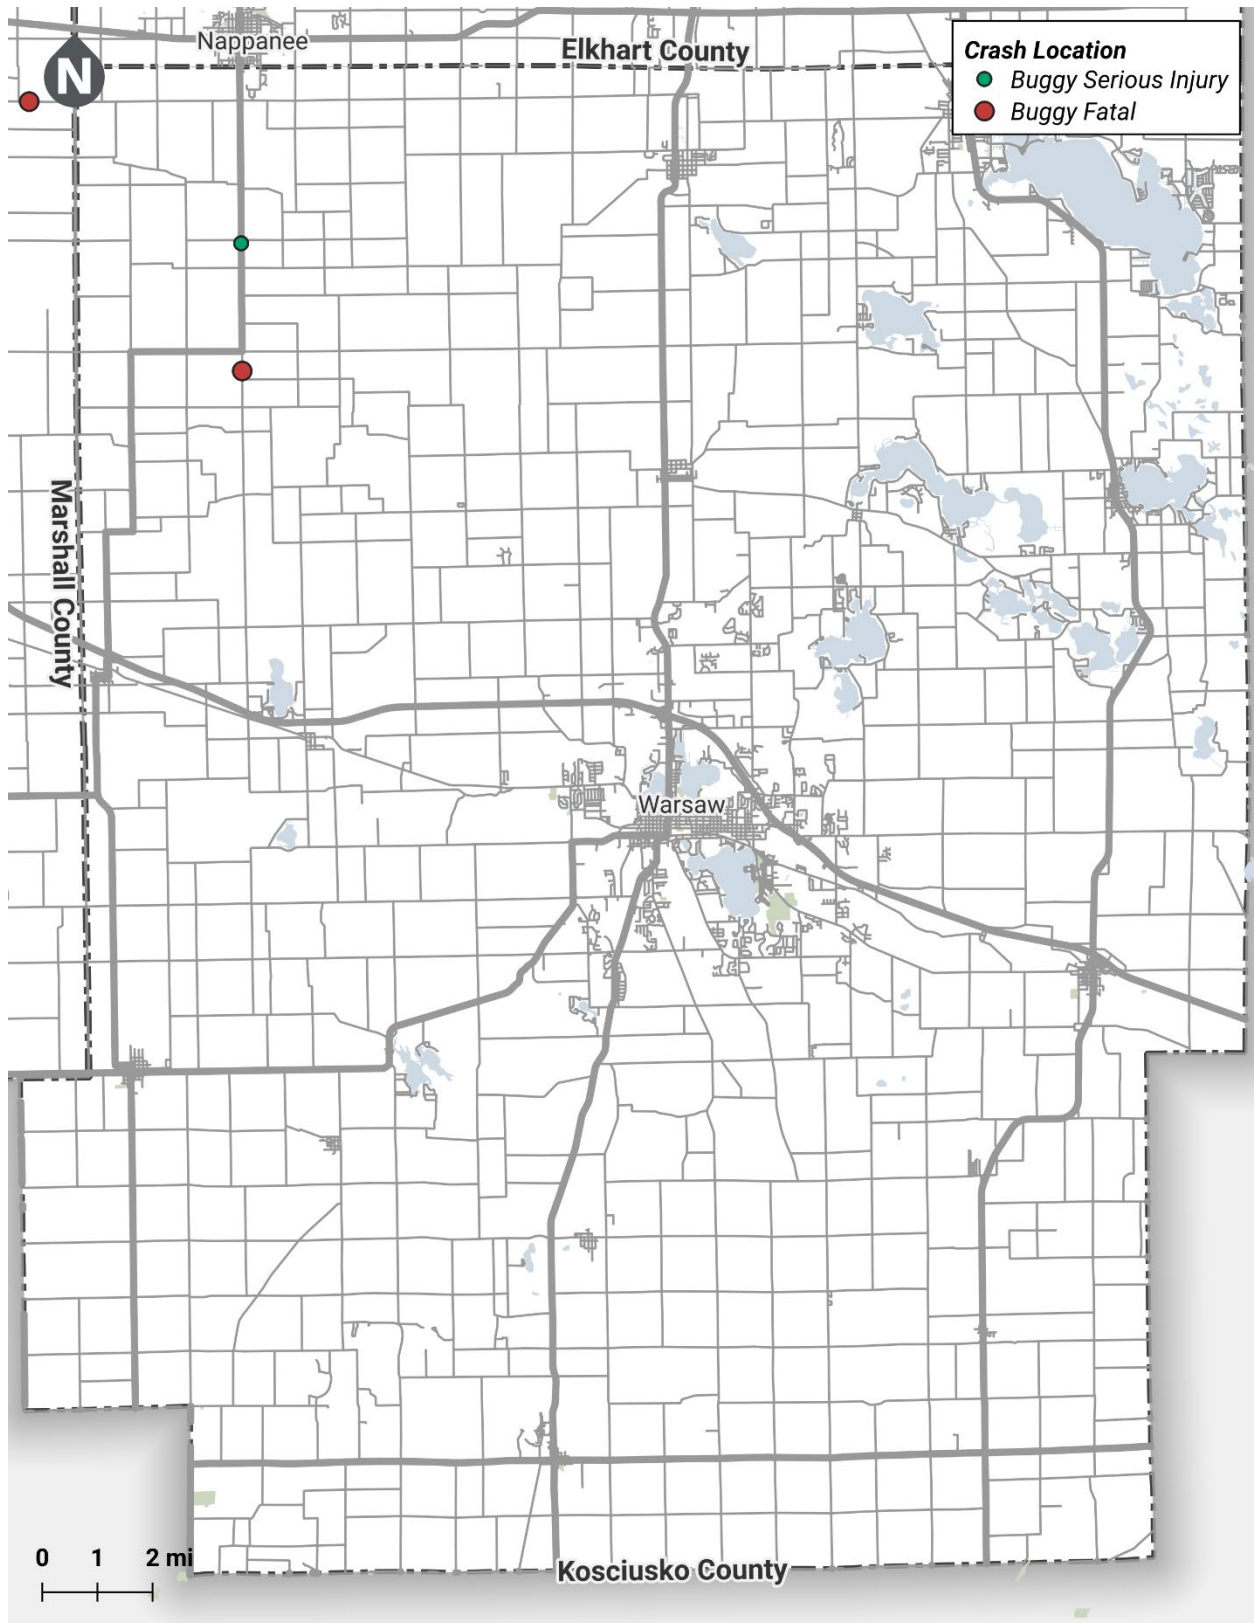 Nappanee
Elkhart County
N
Crash Location
Buggy Serious Injury
Buggy Fatal
Marshall County
Warsaw
0 1 2 mi
Kosciusko County